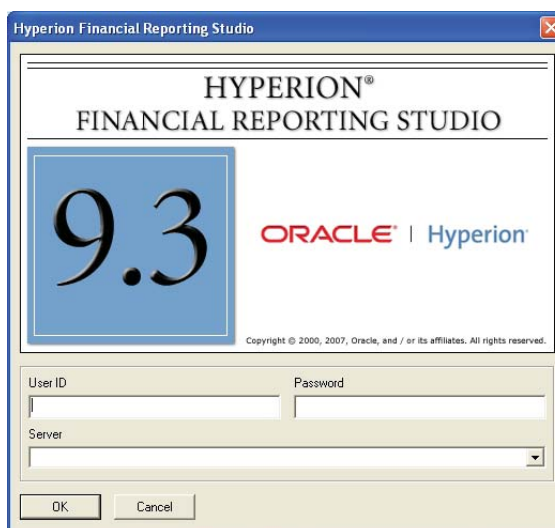 Hyperion Financial Reporting Studio
HYPERION®
FINANCIAL REPORTING STUDIO
9.3
ORACLE® | Hyperion®
Copyright © 2000, 2007, Oracle, and / or its affiliates. All rights reserved.
User ID
Password
Server
OK
Cancel